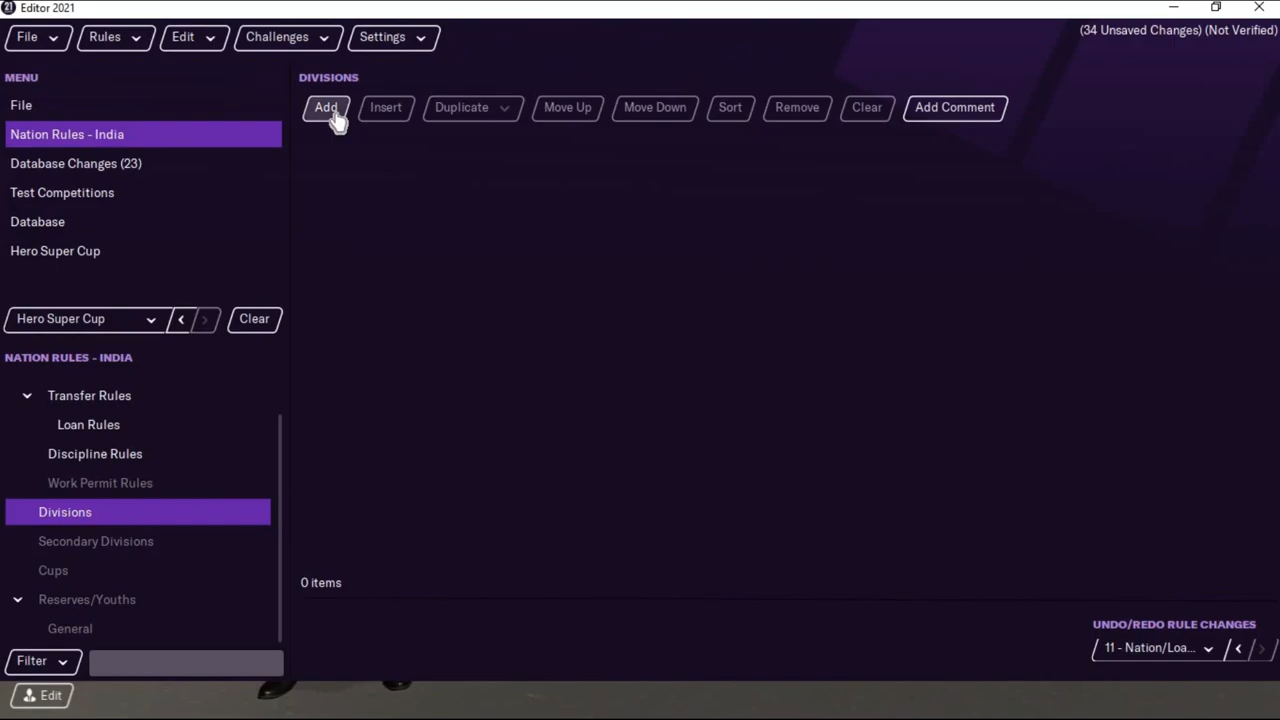 Editor 2021
File
Rules
Edit
Challenges
Settings
(34 Unsaved Changes) (Not Verified)
MENU
File
Nation Rules - India
Database Changes (23)
Test Competitions
Database
Hero Super Cup
Hero Super Cup
Clear
NATION RULES - INDIA
Transfer Rules
Loan Rules
Discipline Rules
Work Permit Rules
Divisions
Secondary Divisions
Cups
Reserves/Youths
General
Filter
Edit
DIVISIONS
Add
Insert
Duplicate
Move Up
Move Down
Sort
Remove
Clear
Add Comment
0 items
UNDO/REDO RULE CHANGES
11 - Nation/Loa...